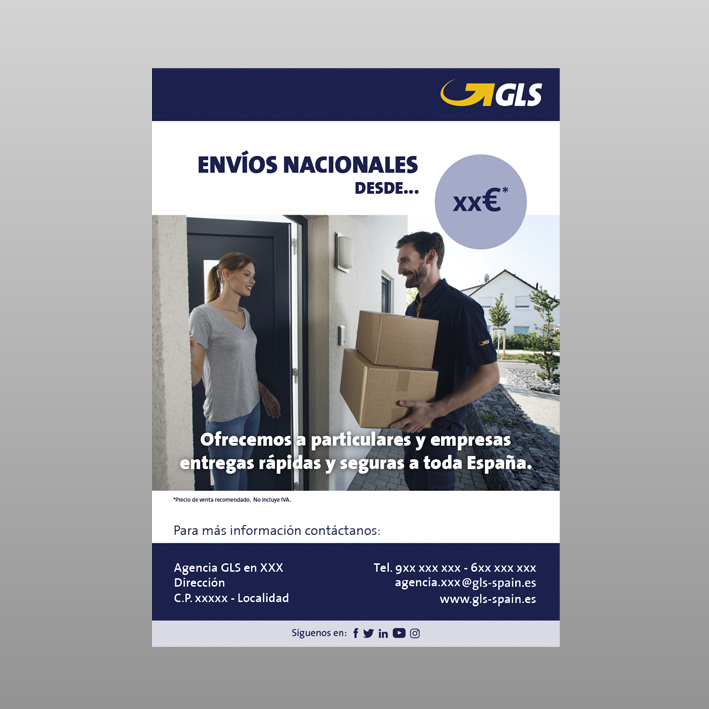 GLS
ENVÍOS NACIONALES
DESDE...
xx€*
Ofrecemos a particulares y empresas
entregas rápidas y seguras a toda España.
*Precio de venta recomendado. No incluye IVA.
Para más información contáctanos:
Agencia GLS en XXX
Dirección
C.P. xxxxx - Localidad
Tel. 9xx xxx xxx - 6xx xxx xxx
agencia.xxx@gls-spain.es
www.gls-spain.es
Síguenos en: